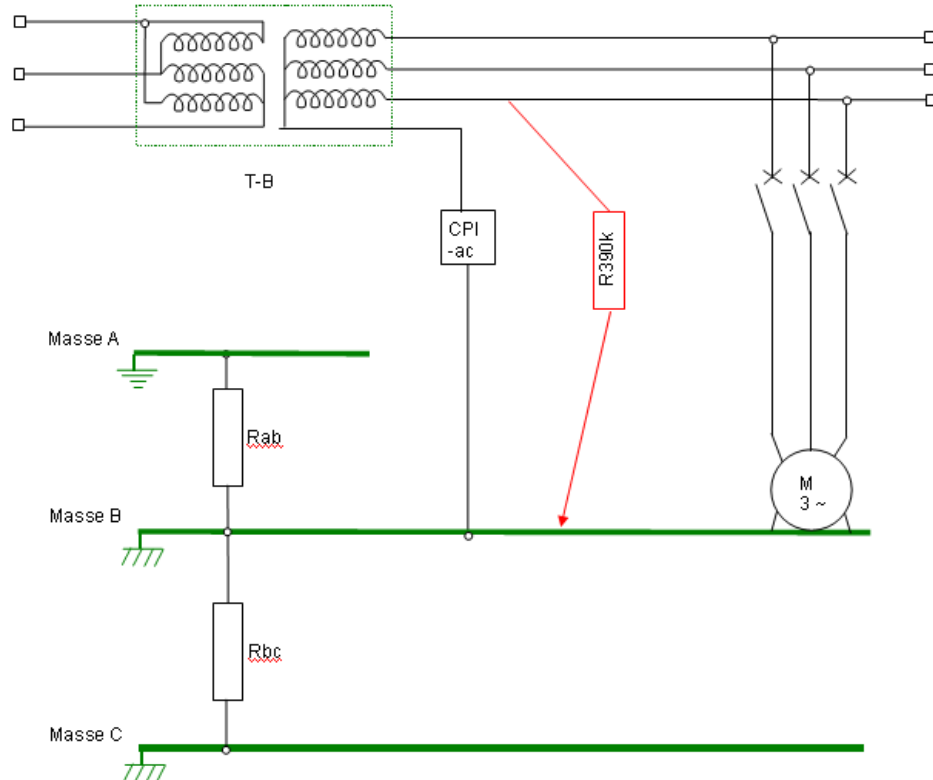 T-B
CPI
-ac
R390k
Masse A
Rab
Masse B
M
3 ~
Rbc
Masse C